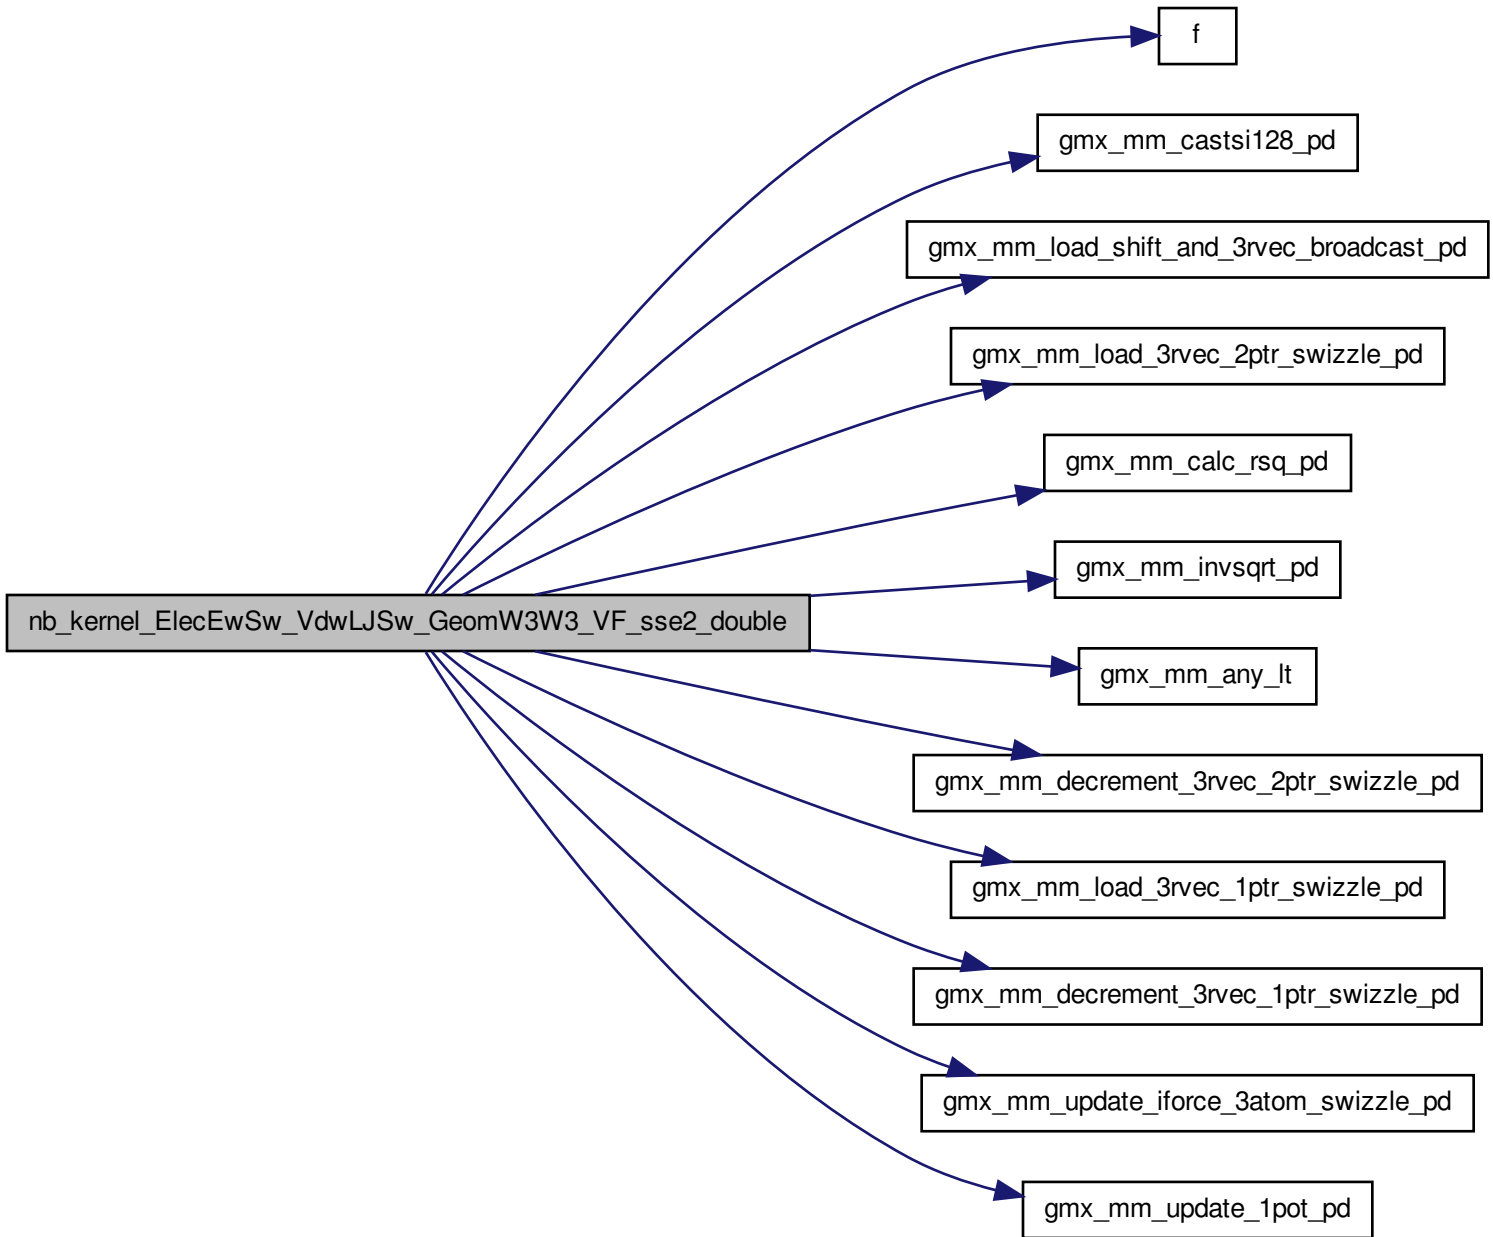 f
gmx_mm_castsi128_pd
gmx_mm_load_shift_and_3rvec_broadcast_pd
gmx_mm_load_3rvec_2ptr_swizzle_pd
gmx_mm_calc_rsq_pd
gmx_mm_invsqrt_pd
nb_kernel_ElecEwSw_VdwLJSw_GeomW3W3_VF_sse2_double
gmx_mm_any_lt
gmx_mm_decrement_3rvec_2ptr_swizzle_pd
gmx_mm_load_3rvec_1ptr_swizzle_pd
gmx_mm_decrement_3rvec_1ptr_swizzle_pd
gmx_mm_update_iforce_3atom_swizzle_pd
gmx_mm_update_1pot_pd